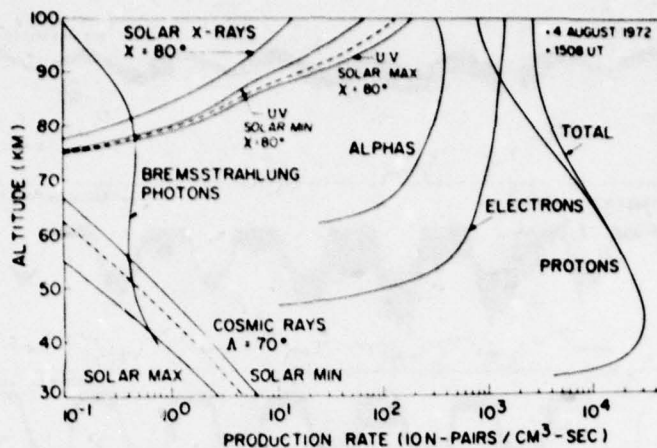 100
90
80
70
60
50
40
30
ALTITUDE (KM)
SOLAR X-RAYS
χ = 80°
UV
SOLAR MAX
χ = 80°
UV
SOLAR MIN
χ = 80°
• 4 AUGUST 1972
• 1508 UT
TOTAL
ALPHAS
BREMSSTRAHLUNG
PHOTONS
ELECTRONS
PROTONS
COSMIC RAYS
Λ = 70°
SOLAR MAX
SOLAR MIN
10⁻¹
10⁰
10¹
10²
10³
10⁴
PRODUCTION RATE (ION-PAIRS/CM³-SEC)